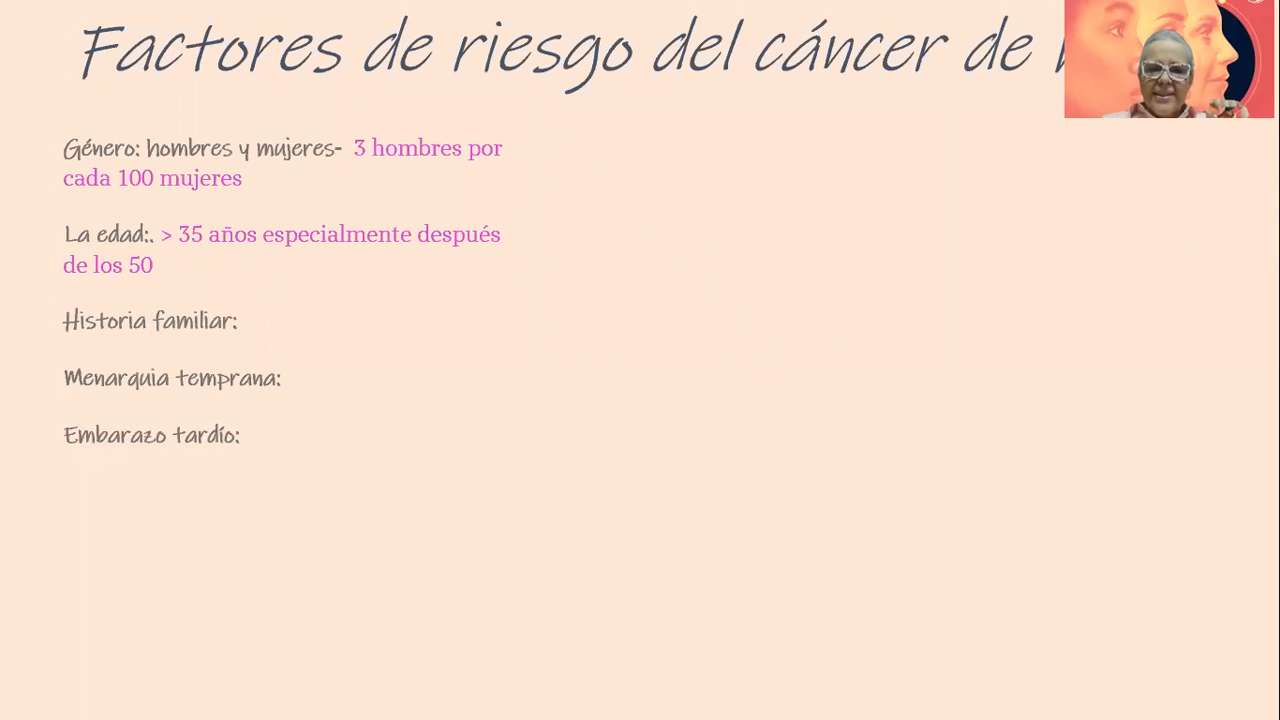 Factores de riesgo del cáncer de
Género: hombres y mujeres- 3 hombres por
cada 100 mujeres
La edad:. > 35 años especialmente después
de los 50
Historia familiar:
Menarquia temprana:
Embarazo tardío: